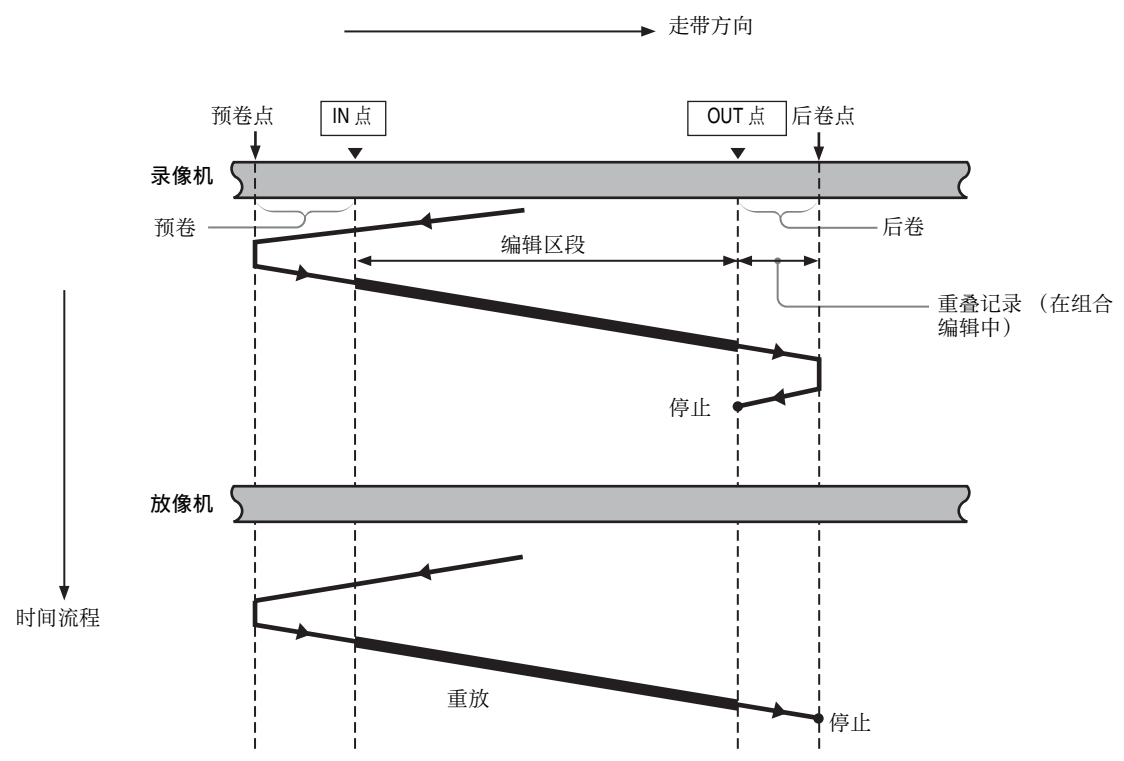 走带方向
预卷点
IN 点
OUT 点
后卷点
录像机
预卷
后卷
编辑区段
重叠记录 （在组合
编辑中）
停止
放像机
时间流程
重放
停止